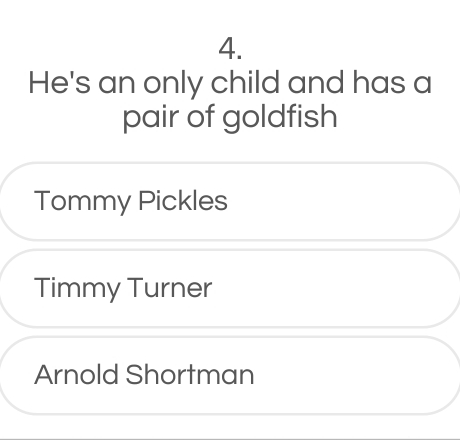 4.
He's an only child and has a
pair of goldfish
Tommy Pickles
Timmy Turner
Arnold Shortman